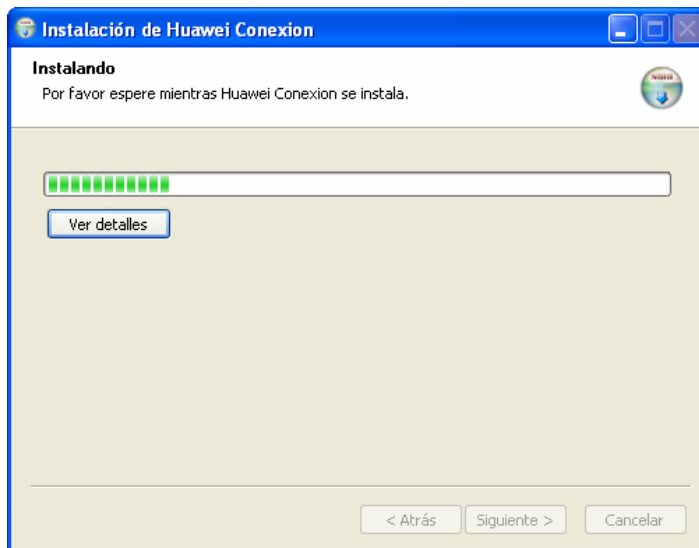 Instalación de Huawei Conexion
Instalando
Por favor espere mientras Huawei Conexion se instala.
Ver detalles
< Atrás Siguiente > Cancelar